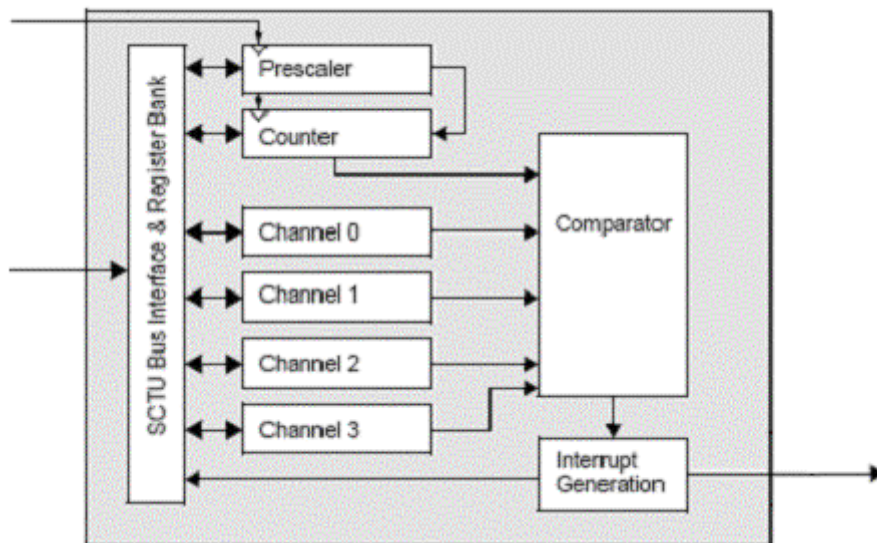 SCTU Bus Interface & Register Bank
Prescaler
Counter
Channel 0
Channel 1
Channel 2
Channel 3
Comparator
Interrupt
Generation